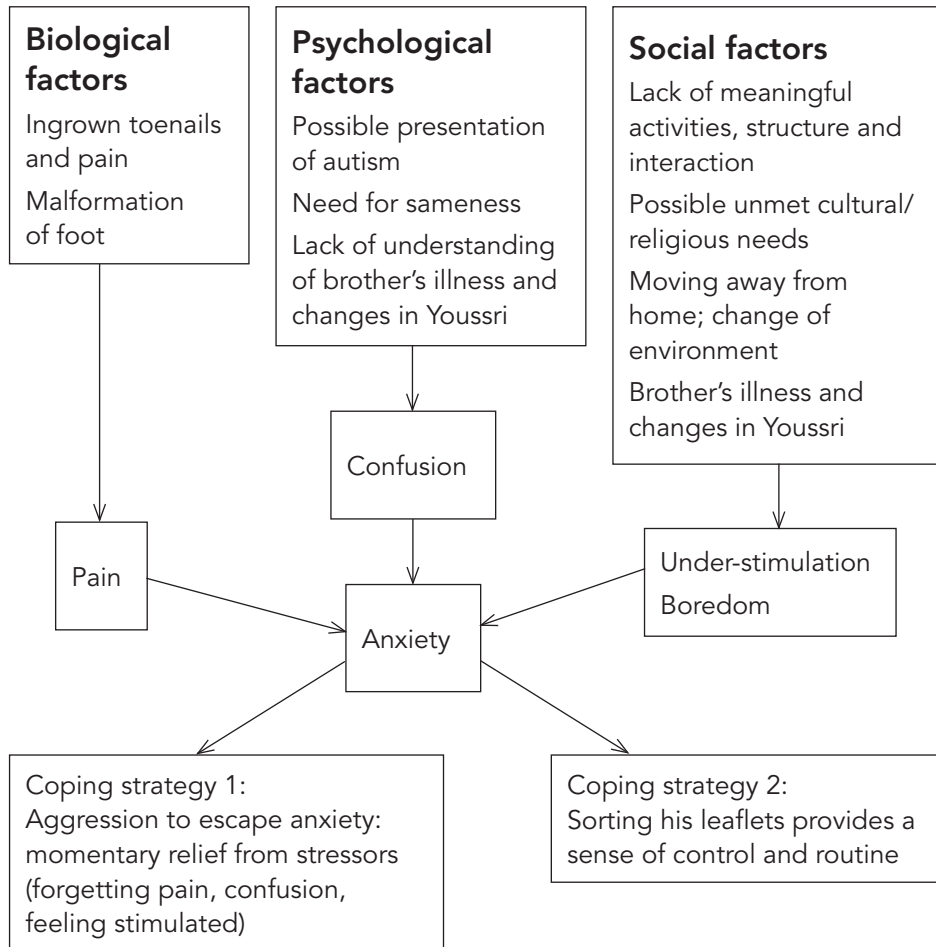 Biological
factors
Ingrown toenails
and pain
Malformation
of foot
Psychological
factors
Possible presentation
of autism
Need for sameness
Lack of understanding
of brother’s illness and
changes in Youssri
Social factors
Lack of meaningful
activities, structure and
interaction
Possible unmet cultural/
religious needs
Moving away from
home; change of
environment
Brother’s illness and
changes in Youssri
Confusion
Pain
Under-stimulation
Boredom
Anxiety
Coping strategy 1:
Aggression to escape anxiety:
momentary relief from stressors
(forgetting pain, confusion,
feeling stimulated)
Coping strategy 2:
Sorting his leaflets provides a
sense of control and routine